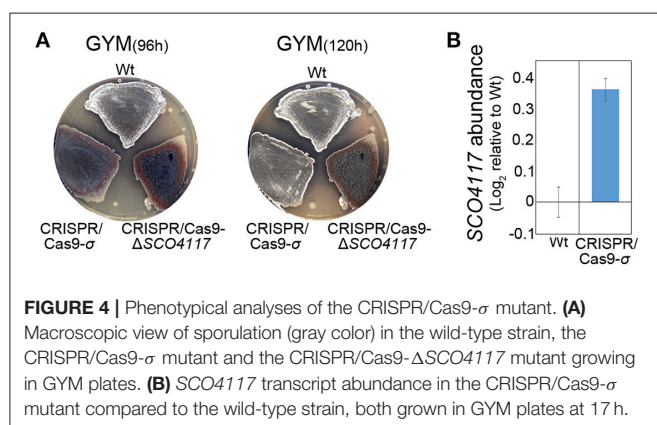 A
GYM(96h)
Wt
CRISPR/
Cas9-σ
CRISPR/Cas9-
ΔSCO4117
GYM(120h)
Wt
CRISPR/
Cas9-σ
CRISPR/Cas9-
ΔSCO4117
B
SCO4117 abundance
(Log2 relative to Wt)
0.4
0.3
0.2
0.1
0
-0.1
Wt
CRISPR/
Cas9-σ
FIGURE 4 | Phenotypical analyses of the CRISPR/Cas9-σ mutant. (A)
Macroscopic view of sporulation (gray color) in the wild-type strain, the
CRISPR/Cas9-σ mutant and the CRISPR/Cas9-ΔSCO4117 mutant growing
in GYM plates. (B) SCO4117 transcript abundance in the CRISPR/Cas9-σ
mutant compared to the wild-type strain, both grown in GYM plates at 17 h.